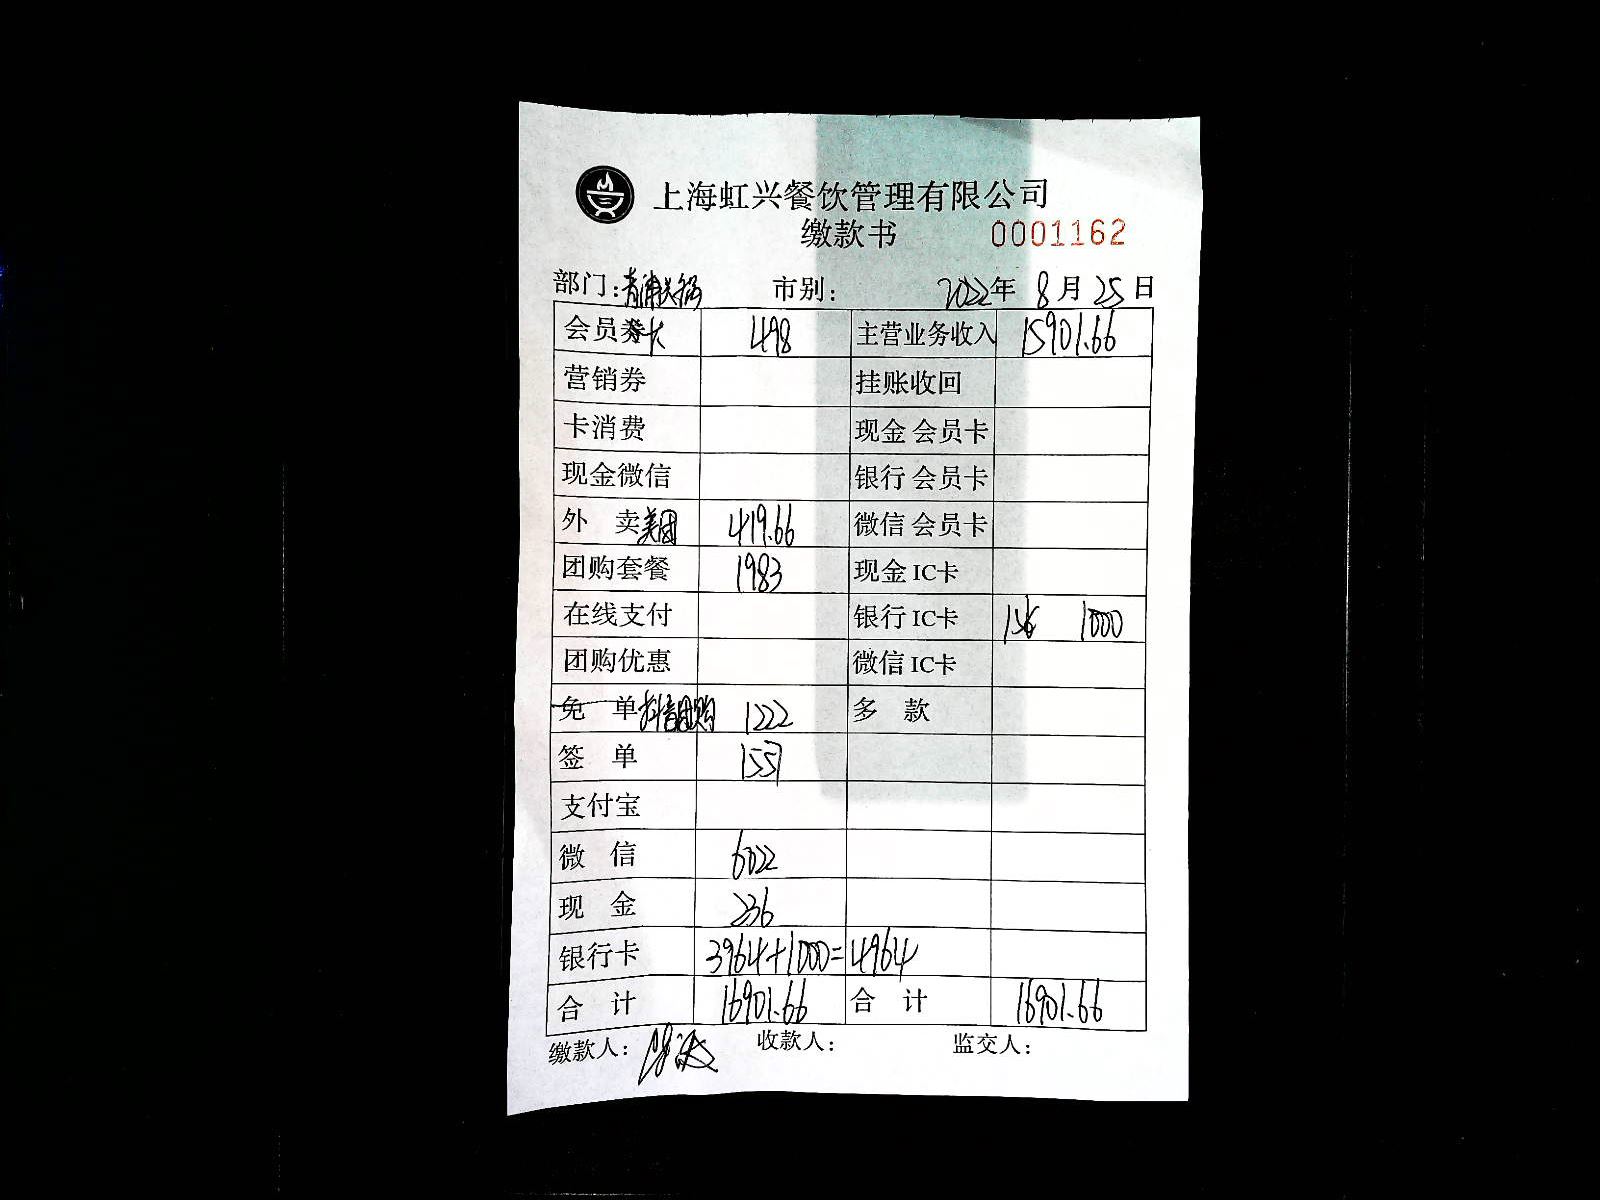 上海虹兴餐饮管理有限公司
缴款书 0001162
部门: 青浦 市别: 2022年 8月 25日
会员 卡 498 主营业务收入 15901.66
营销券 挂账收回
卡消费 现金 会员卡
现金微信 银行 会员卡
外 卖 美团 419.66 微信 会员卡
团购套餐 1983 现金 IC卡
在线支付 银行 IC卡 156 1000
团购优惠 微信 IC卡
免 单 抖音团购 1222 多 款
签 单 1557
支付宝
微 信 6022
现 金 236
银行卡 3964+1000=4964
合 计 16901.66 合 计 16901.66
缴款人: 收款人: 监交人: